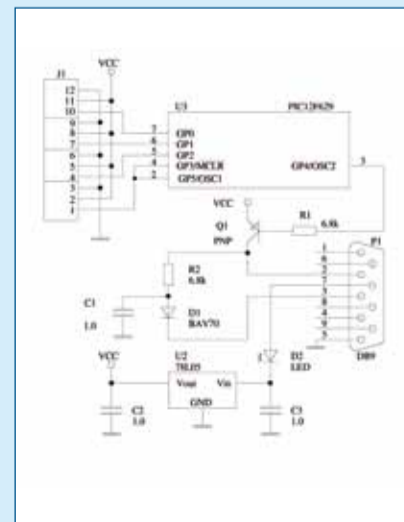 J1
VCC
12
11
10
9
8
7
6
5
4
3
2
1
U3
PIC12F629
7
6
5
4
2
GP0
GP1
GP2
GP3/MCLR
GP5/OSC1
GP4/OSC2
3
VCC
Q1
PNP
R1
6.8k
P1
1
6
2
7
3
8
4
9
5
DB9
R2
6.8k
C1
1.0
D1
BAV70
VCC
U2
78L05
Vout
Vin
GND
D2
LED
C2
1.0
C3
1.0